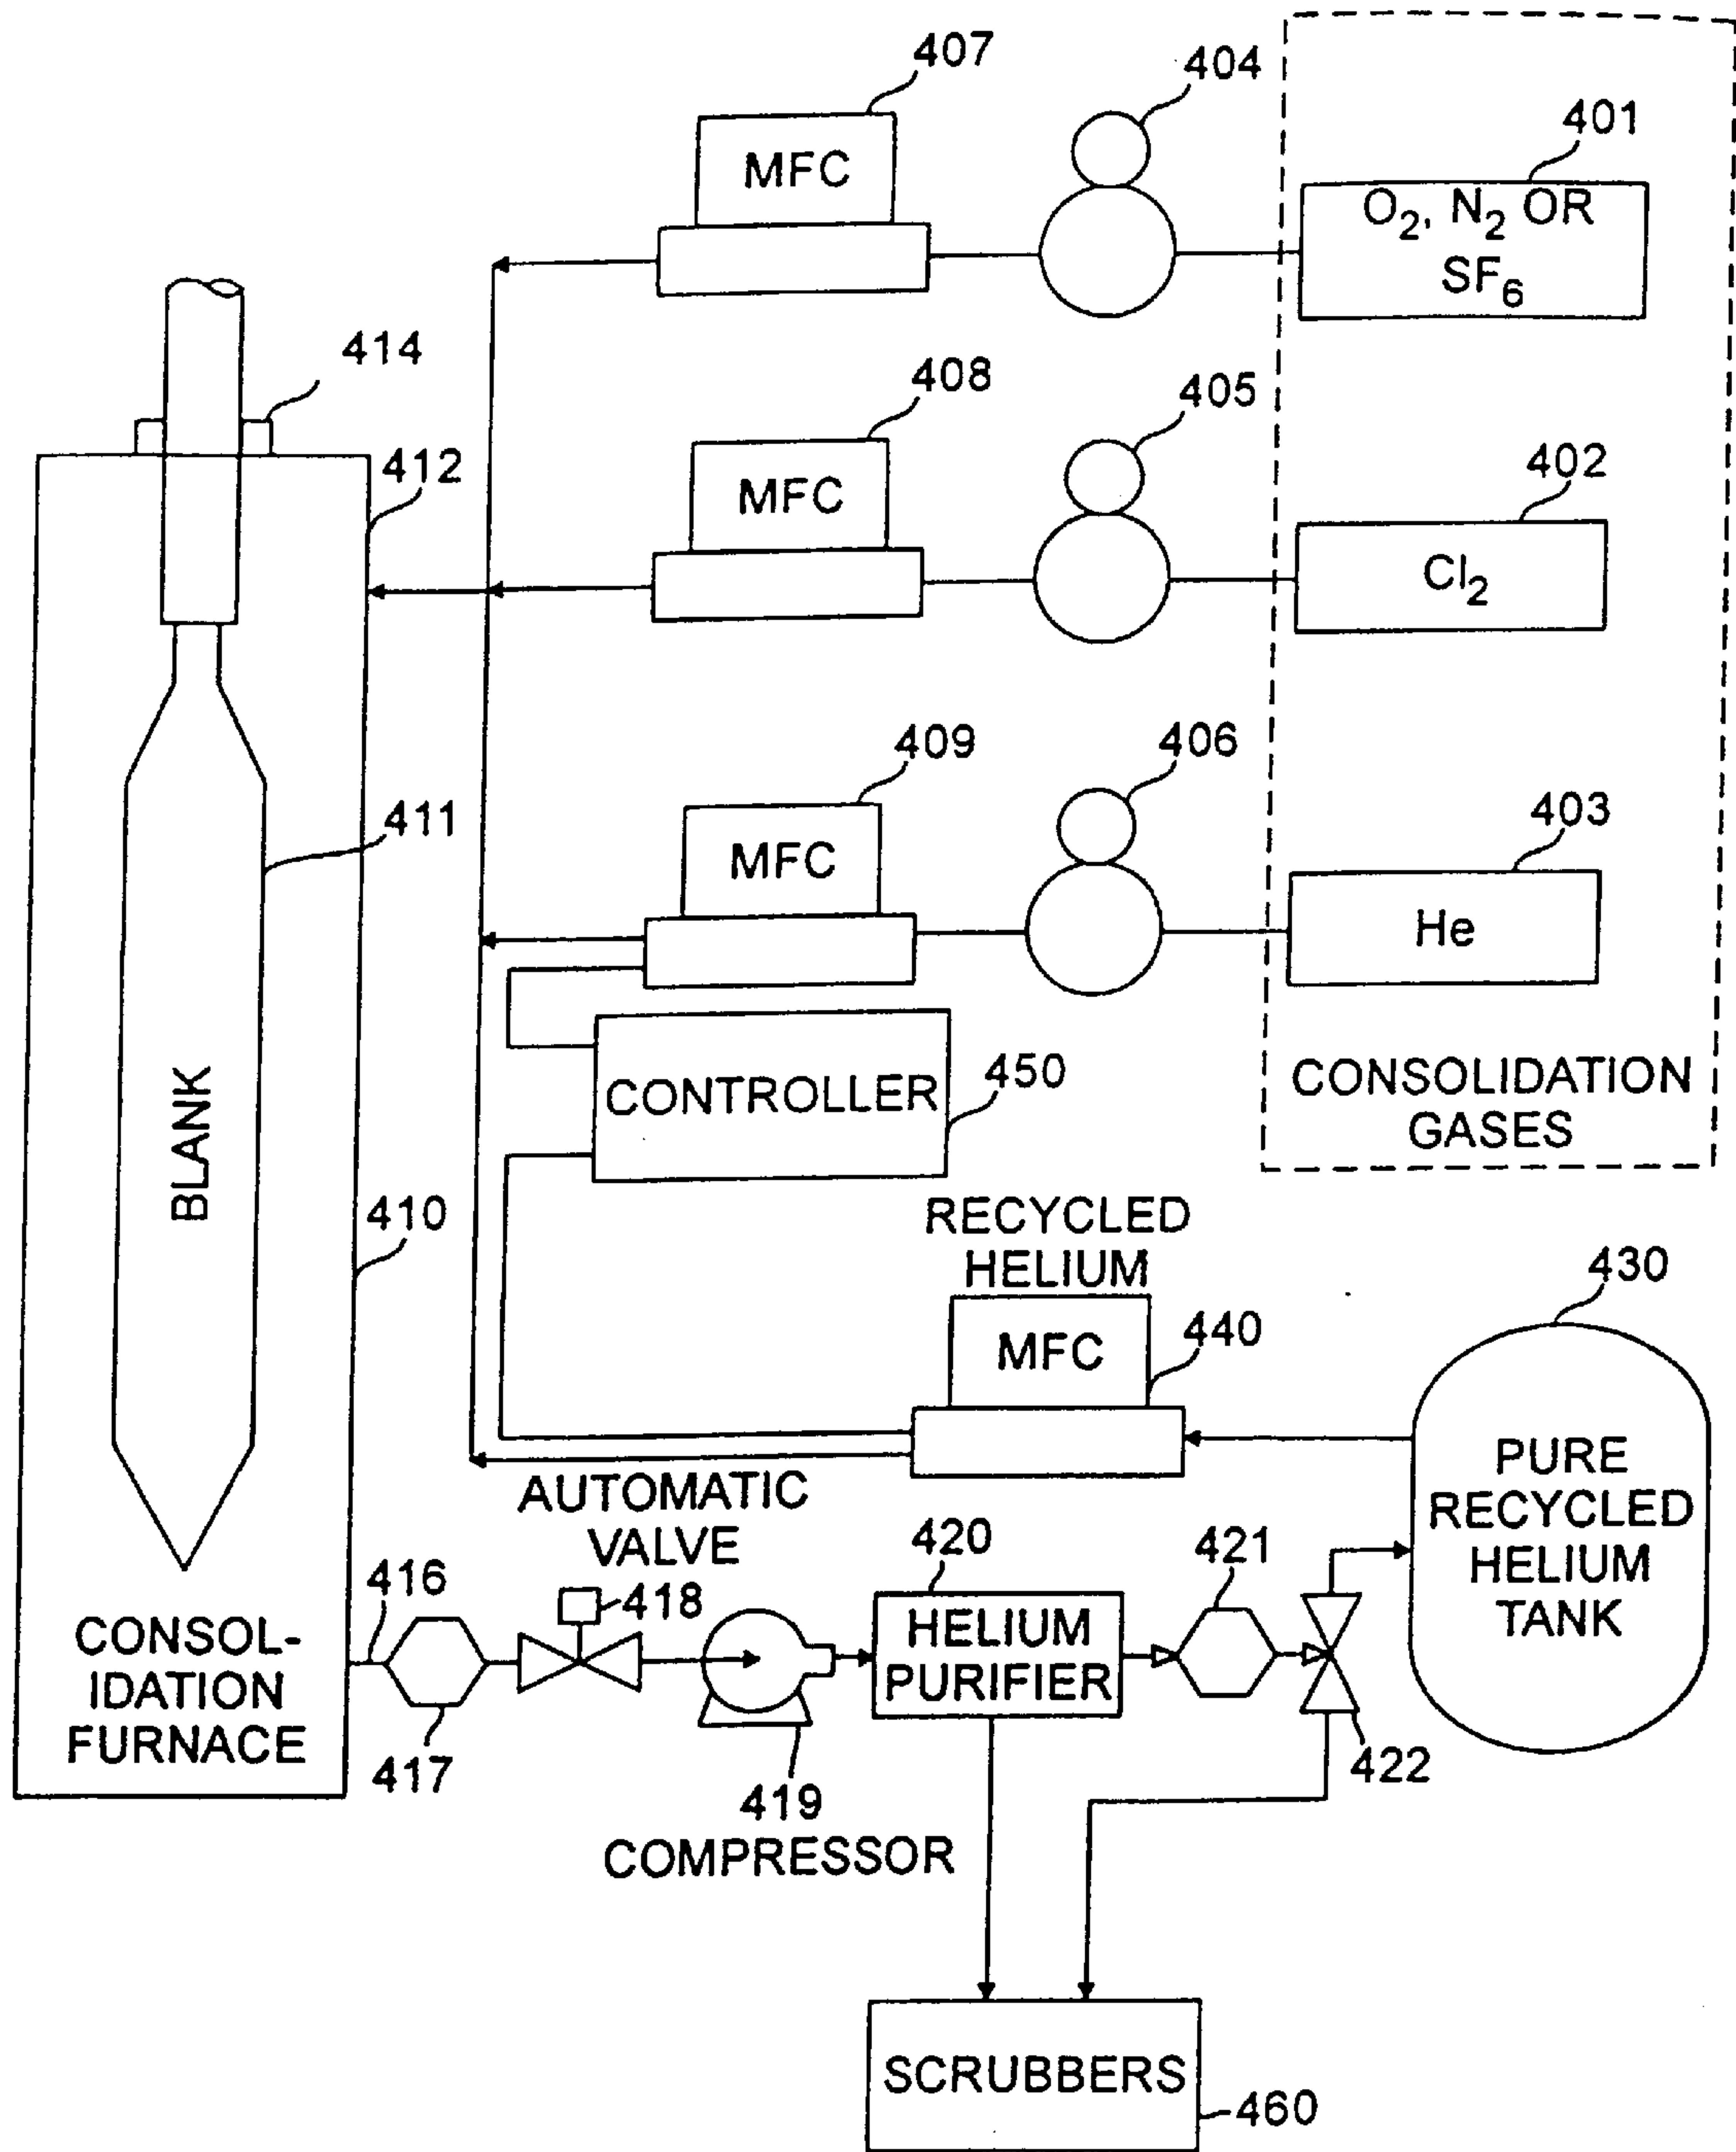 407
404
401
MFC
O2, N2 OR
SF6
414
408
405
412
402
MFC
Cl2
409
406
403
411
MFC
He
BLANK
CONTROLLER
450
CONSOLIDATION
GASES
410
RECYCLED
HELIUM
430
MFC
440
PURE
RECYCLED
HELIUM
TANK
AUTOMATIC
VALVE
416
418
420
421
HELIUM
PURIFIER
CONSOL-
IDATION
FURNACE
417
419
COMPRESSOR
422
SCRUBBERS
460